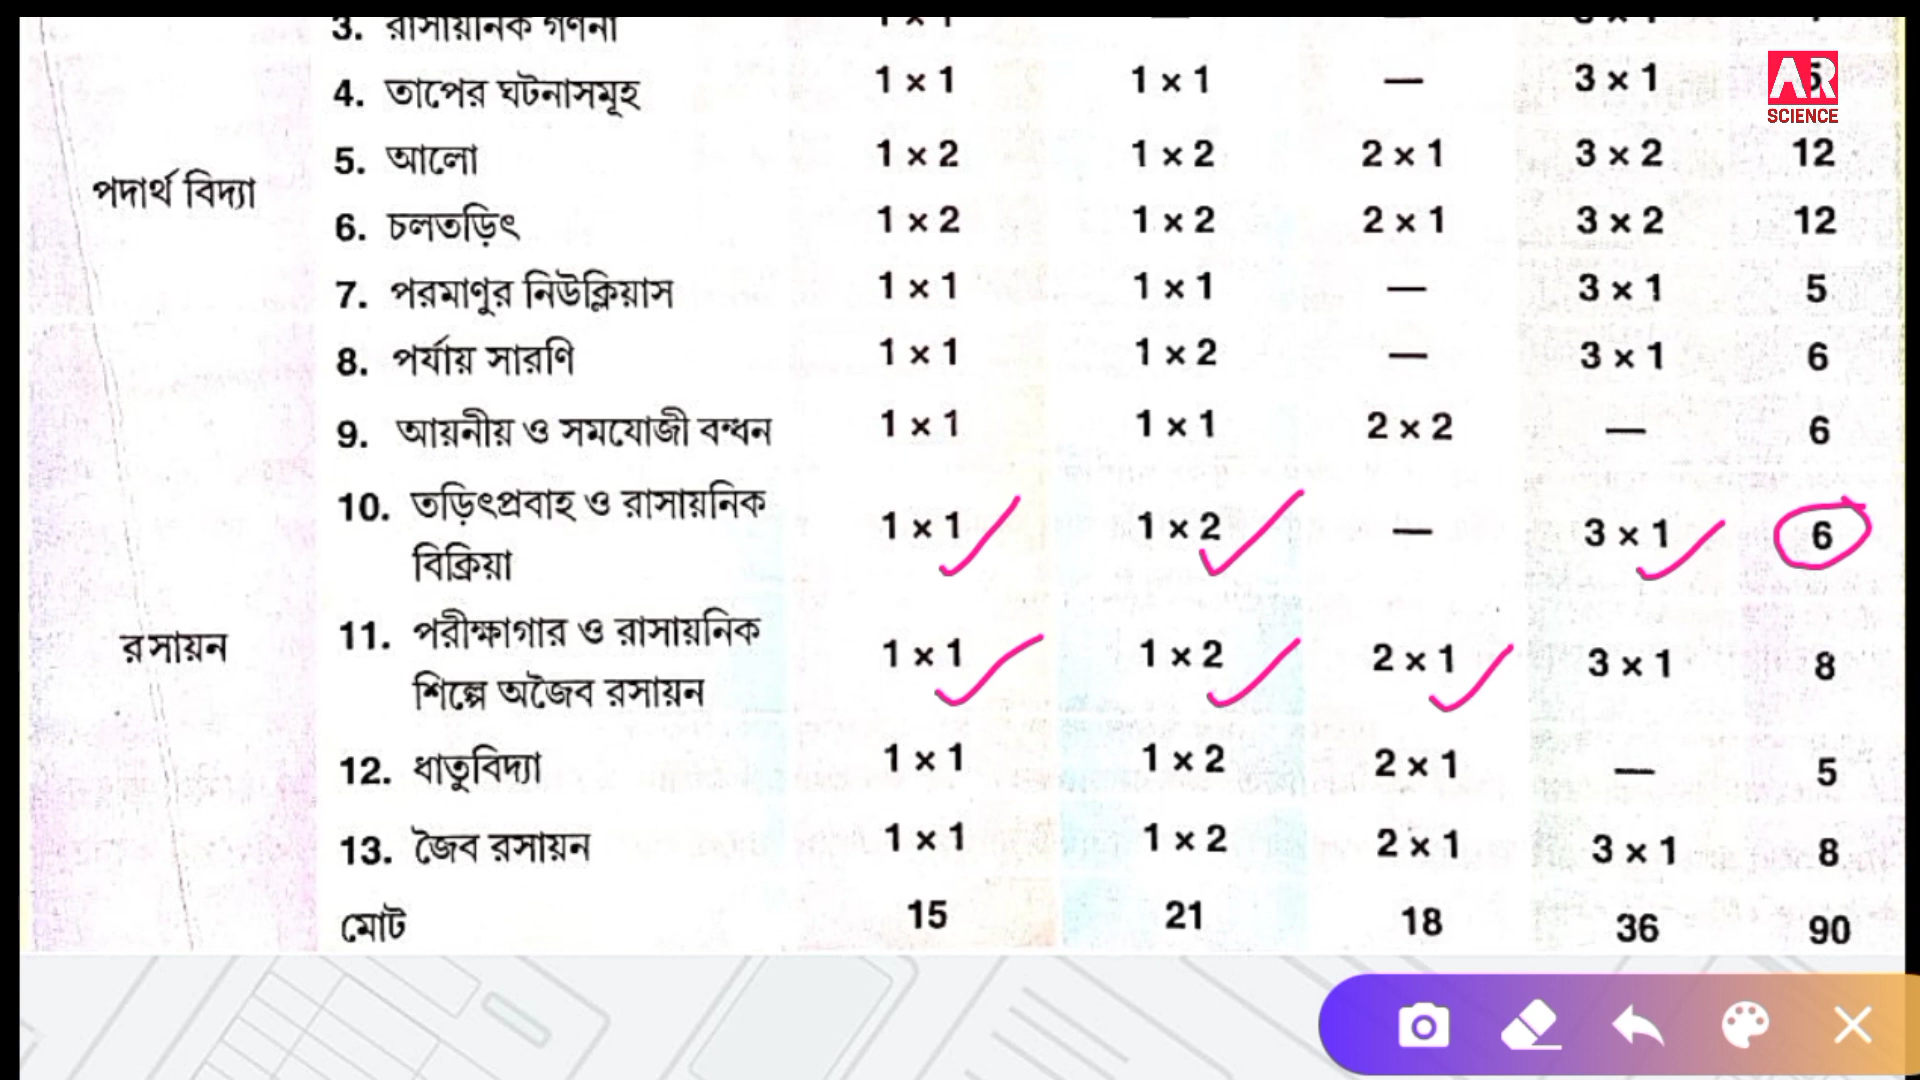 3. রাসায়নিক গণনা
4. তাপের ঘটনাসমূহ 1 × 1 1 × 1 — 3 × 1 5
AR
SCIENCE
5. আলো 1 × 2 1 × 2 2 × 1 3 × 2 12
পদার্থ বিদ্যা
6. চলতড়িৎ 1 × 2 1 × 2 2 × 1 3 × 2 12
7. পরমাণুর নিউক্লিয়াস 1 × 1 1 × 1 — 3 × 1 5
8. পর্যায় সারণি 1 × 1 1 × 2 — 3 × 1 6
9. আয়নীয় ও সমযোজী বন্ধন 1 × 1 1 × 1 2 × 2 — 6
10. তড়িৎপ্রবাহ ও রাসায়নিক 1 × 1 1 × 2 — 3 × 1 6
বিক্রিয়া
11. পরীক্ষাগার ও রাসায়নিক 1 × 1 1 × 2 2 × 1 3 × 1 8
রসায়ন
শিল্পে অজৈব রসায়ন
12. ধাতুবিদ্যা 1 × 1 1 × 2 2 × 1 — 5
13. জৈব রসায়ন 1 × 1 1 × 2 2 × 1 3 × 1 8
মোট 15 21 18 36 90